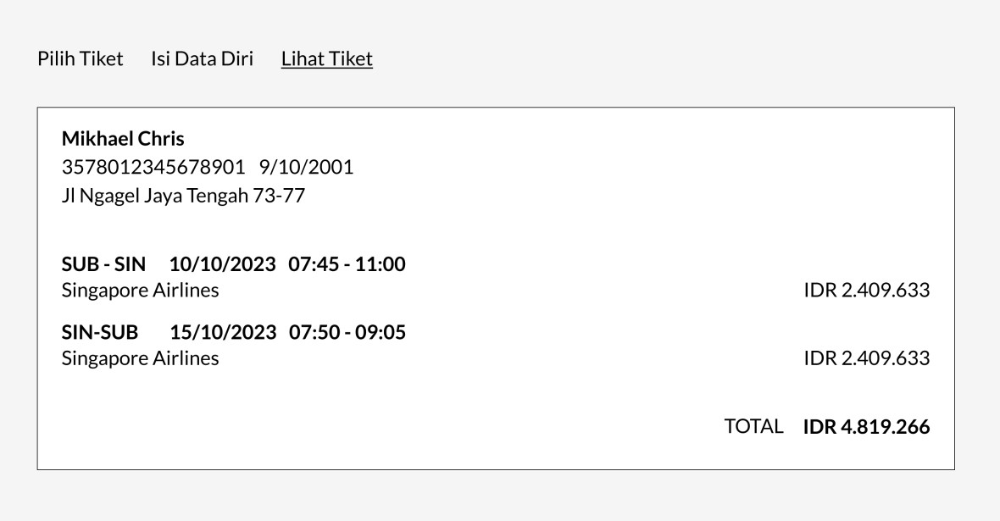 Pilih Tiket Isi Data Diri Lihat Tiket
Mikhael Chris
3578012345678901 9/10/2001
Jl Ngagel Jaya Tengah 73-77
SUB - SIN 10/10/2023 07:45 - 11:00
Singapore Airlines IDR 2.409.633
SIN-SUB 15/10/2023 07:50 - 09:05
Singapore Airlines IDR 2.409.633
TOTAL IDR 4.819.266